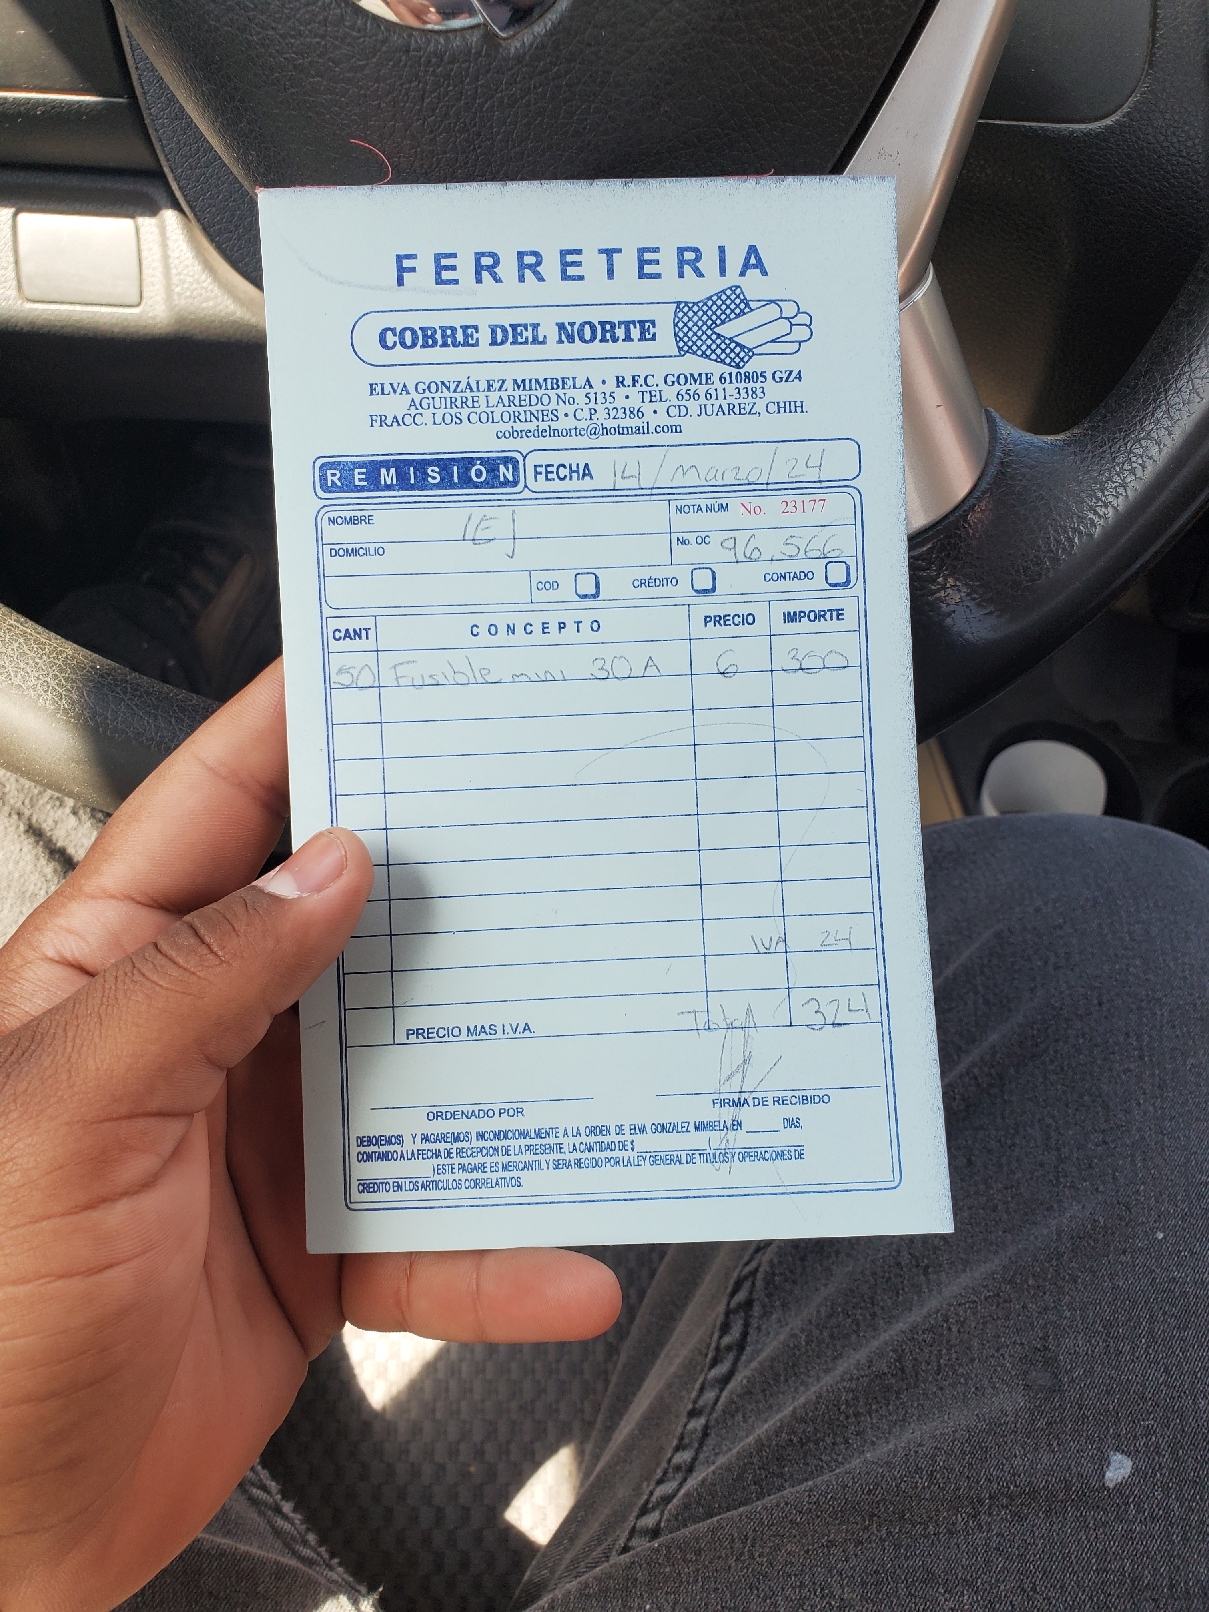 FERRETERIA
COBRE DEL NORTE
ELVA GONZÁLEZ MIMBELA • R.F.C. GOME 610805 GZ4
AGUIRRE LAREDO No. 5135 • TEL. 656 611-3383
FRACC. LOS COLORINES • C.P. 32386 • CD. JUAREZ, CHIH.
cobredelnorte@hotmail.com
REMISIÓN FECHA 14/Marzo/24
NOMBRE IEJ NOTA NÚM No. 23177
DOMICILIO No. OC 96,566
COD CRÉDITO CONTADO
CANT CONCEPTO PRECIO IMPORTE
50 Fusible mini 30A 6 300
IVA 24
PRECIO MAS I.V.A. Total 324
ORDENADO POR FIRMA DE RECIBIDO
DEBO(EMOS) Y PAGARE(MOS) INCONDICIONALMENTE A LA ORDEN DE ELVA GONZALEZ MIMBELA, EN ______ DIAS,
CONTANDO A LA FECHA DE RECEPCION DE LA PRESENTE, LA CANTIDAD DE $ __________ (__________
__________) ESTE PAGARE ES MERCANTIL Y SERA REGIDO POR LA LEY GENERAL DE TITULOS Y OPERACIONES DE
CREDITO EN LOS ARTICULOS CORRELATIVOS.